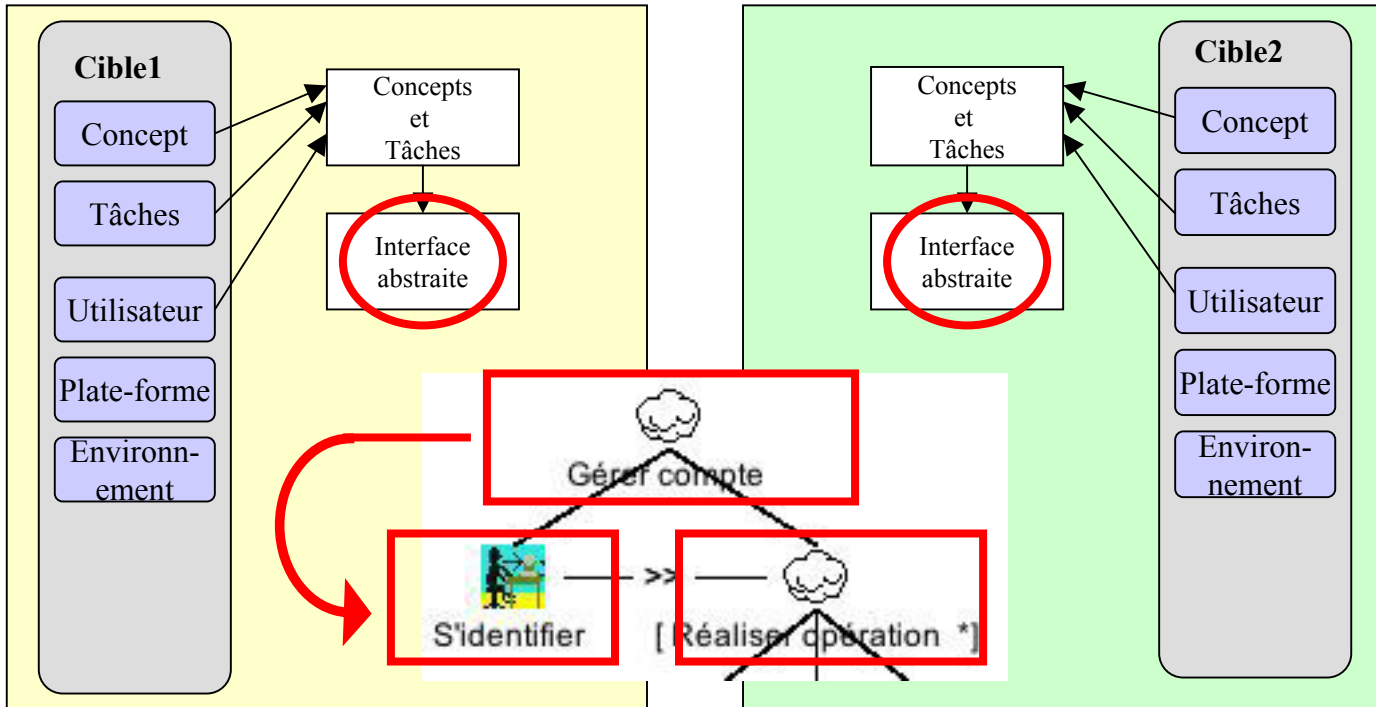 Cible1
Concept
Tâches
Utilisateur
Plate-forme
Environn-
ement
Concepts
et
Tâches
Interface
abstraite
Concepts
et
Tâches
Interface
abstraite
Cible2
Concept
Tâches
Utilisateur
Plate-forme
Environ-
nement
Gérer compte
>>
S'identifier
[ Réaliser opération *]